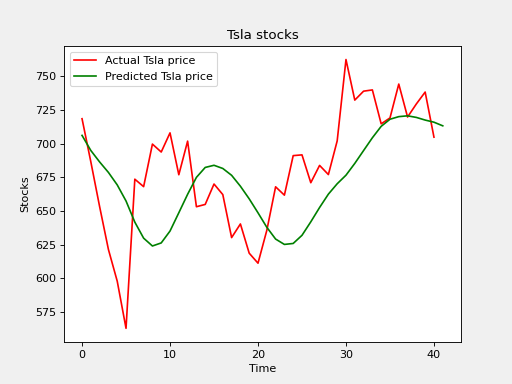 Tsla stocks
Actual Tsla price
Predicted Tsla price
750
725
700
675
650
625
600
575
Stocks
0 10 20 30 40
Time